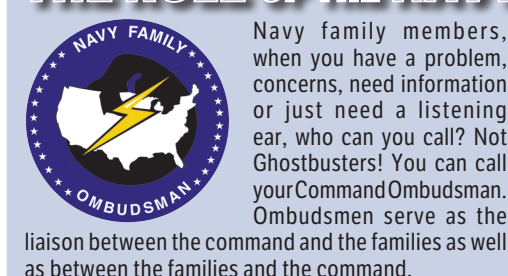 NAVY FAMILY
OMBUDSMAN
Navy family members,
when you have a problem,
concerns, need information
or just need a listening
ear, who can you call? Not
Ghostbusters! You can call
your Command Ombudsman.
Ombudsmen serve as the
liaison between the command and the families as well
as between the families and the command.